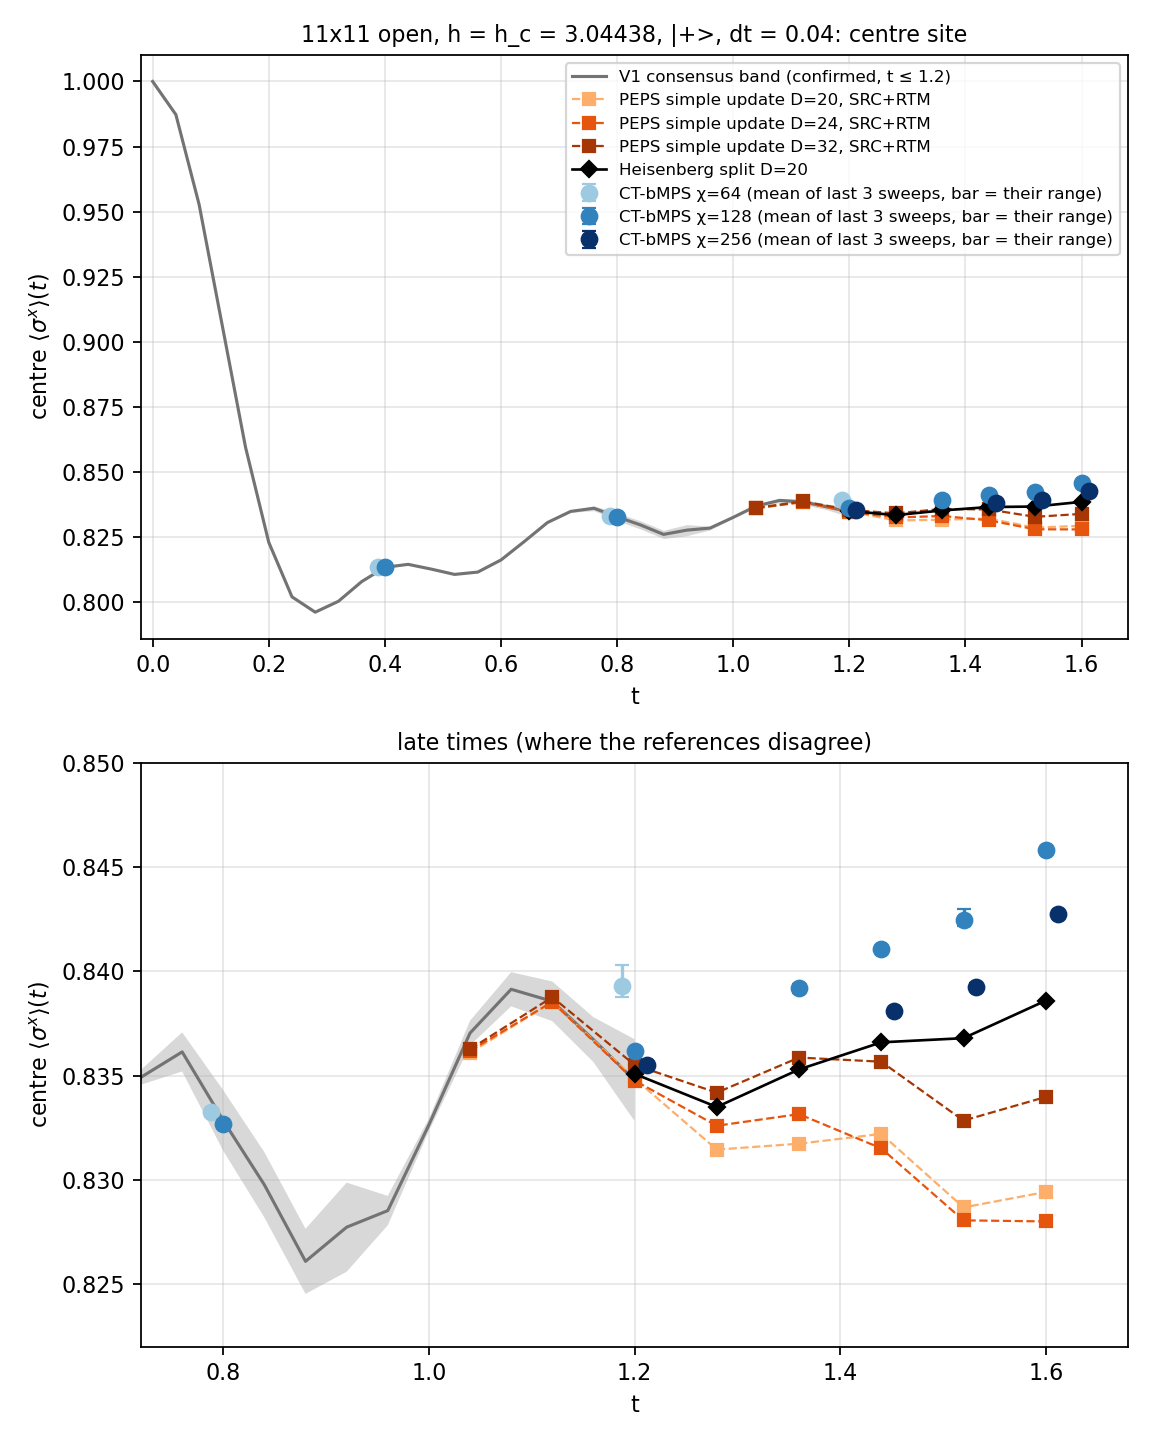 11x11 open, h = h_c = 3.04438, |+>, dt = 0.04: centre site
V1 consensus band (confirmed, t ≤ 1.2)
PEPS simple update D=20, SRC+RTM
PEPS simple update D=24, SRC+RTM
PEPS simple update D=32, SRC+RTM
Heisenberg split D=20
CT-bMPS χ=64 (mean of last 3 sweeps, bar = their range)
CT-bMPS χ=128 (mean of last 3 sweeps, bar = their range)
CT-bMPS χ=256 (mean of last 3 sweeps, bar = their range)
centre ⟨σˣ⟩(t)
1.000
0.975
0.950
0.925
0.900
0.875
0.850
0.825
0.800
0.0 0.2 0.4 0.6 0.8 1.0 1.2 1.4 1.6
t
late times (where the references disagree)
centre ⟨σˣ⟩(t)
0.850
0.845
0.840
0.835
0.830
0.825
0.8 1.0 1.2 1.4 1.6
t